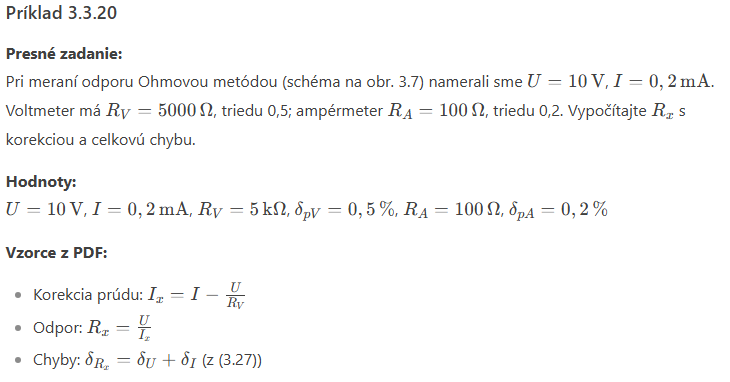 Príklad 3.3.20
Presné zadanie:
Pri meraní odporu Ohmovou metódou (schéma na obr. 3.7) namerali sme U = 10 V, I = 0, 2 mA.
Voltmeter má R_V = 5000 Ω, triedu 0,5; ampérmeter R_A = 100 Ω, triedu 0,2. Vypočítajte R_x s
korekciou a celkovú chybu.
Hodnoty:
U = 10 V, I = 0, 2 mA, R_V = 5 kΩ, δ_pV = 0, 5 %, R_A = 100 Ω, δ_pA = 0, 2 %
Vzorce z PDF:
• Korekcia prúdu: I_x = I − U/R_V
• Odpor: R_x = U/I_x
• Chyby: δ_R_x = δ_U + δ_I (z (3.27))